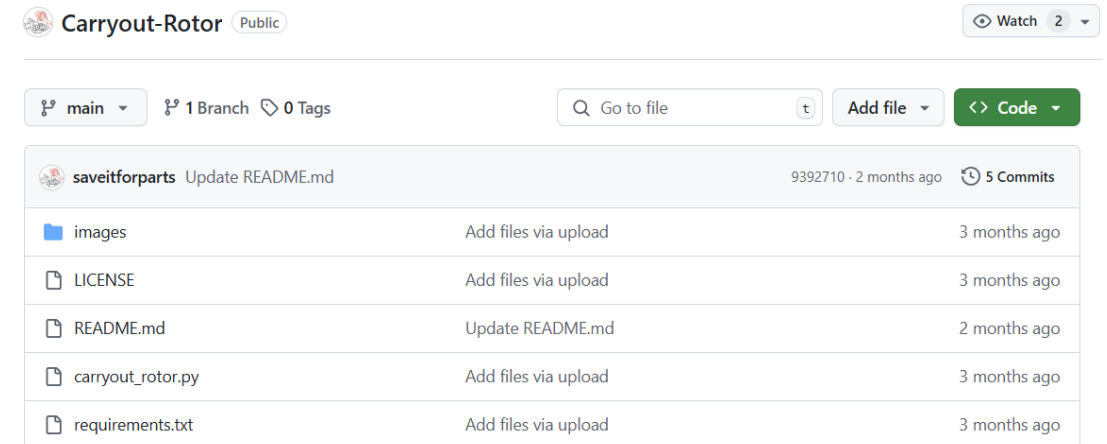 Carryout-Rotor Public Watch 2
main 1 Branch 0 Tags Go to file t Add file Code
saveitforparts Update README.md 9392710 · 2 months ago 5 Commits
images Add files via upload 3 months ago
LICENSE Add files via upload 3 months ago
README.md Update README.md 2 months ago
carryout_rotor.py Add files via upload 3 months ago
requirements.txt Add files via upload 3 months ago